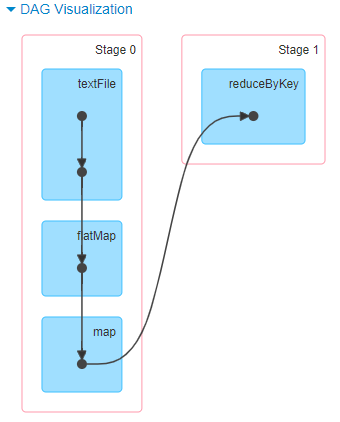 DAG Visualization
Stage 0
textFile
flatMap
map
Stage 1
reduceByKey